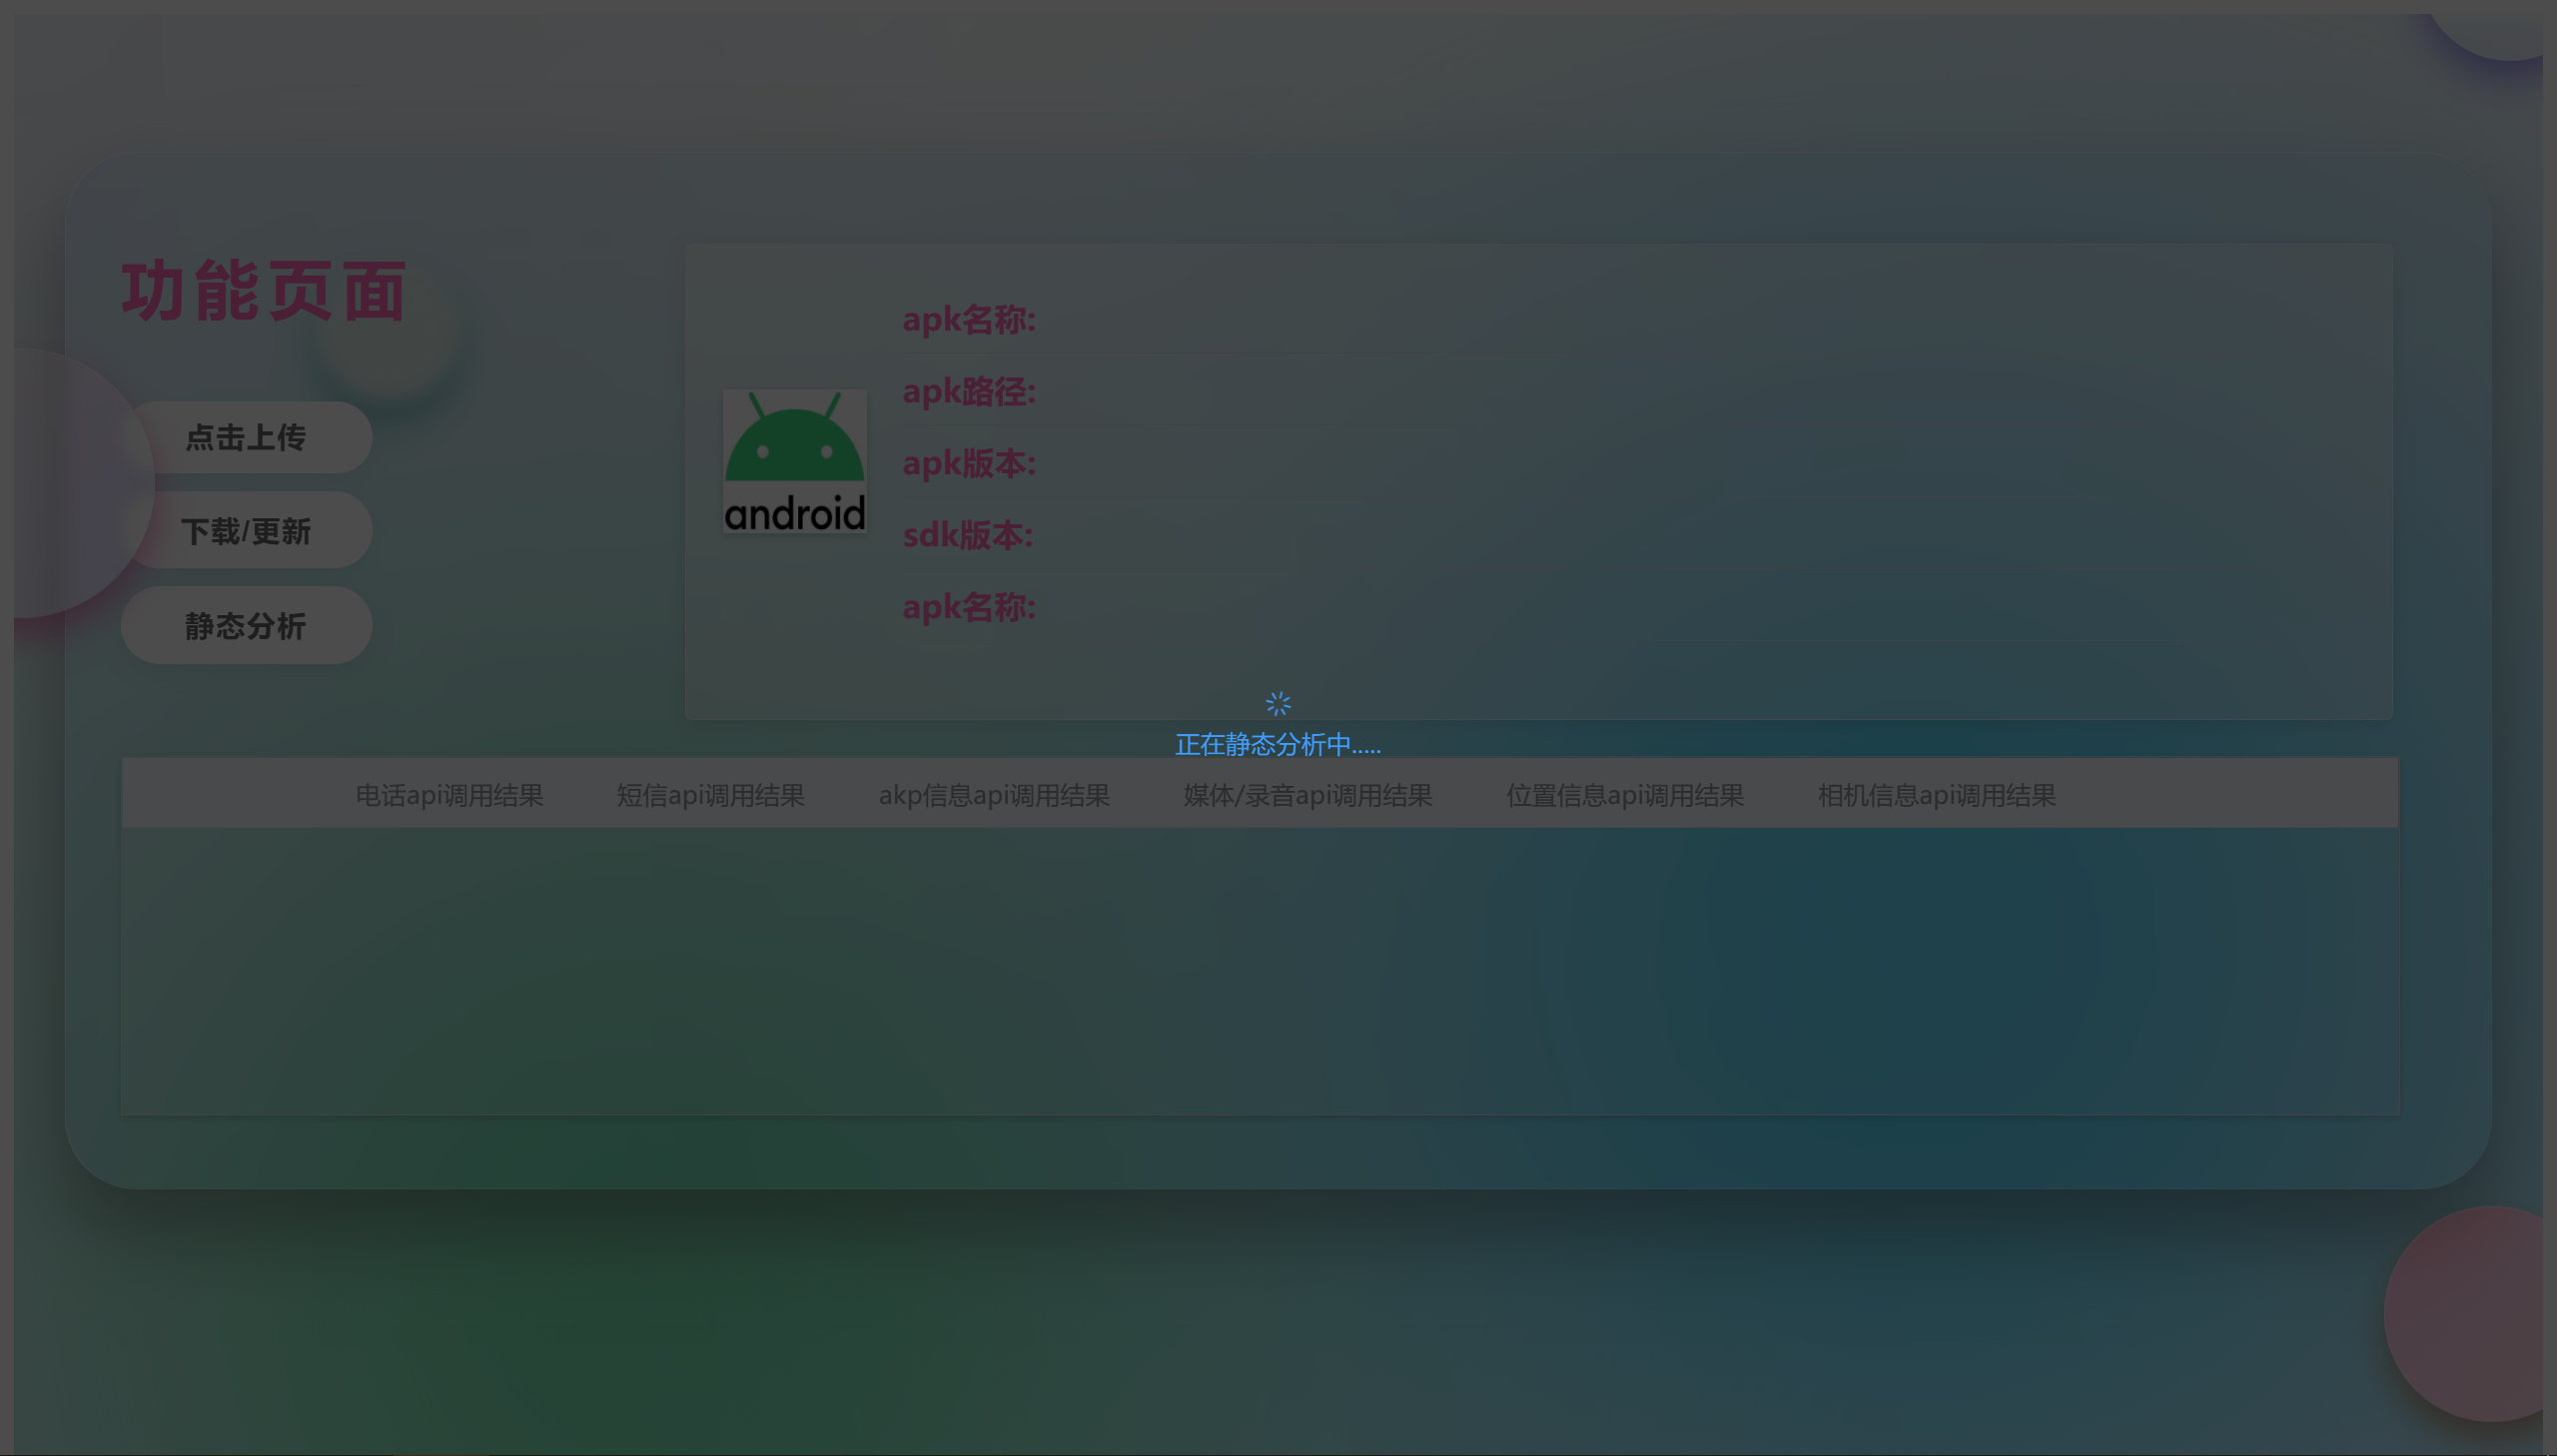 功能页面
点击上传
下载/更新
静态分析
android
apk名称:
apk路径:
apk版本:
sdk版本:
apk名称:
正在静态分析中.....
电话api调用结果 短信api调用结果 akp信息api调用结果 媒体/录音api调用结果 位置信息api调用结果 相机信息api调用结果